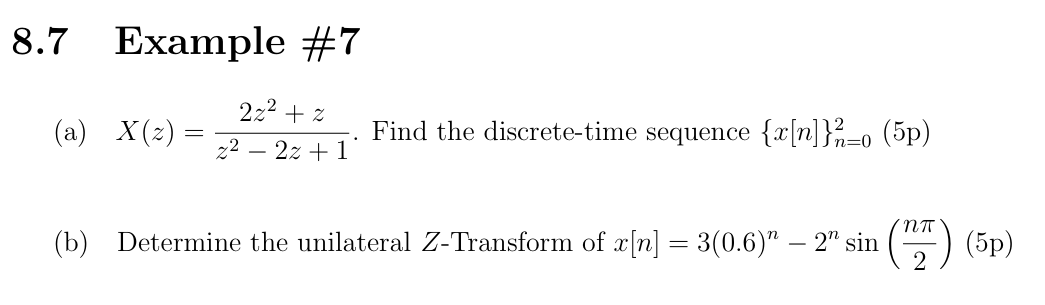 8.7 Example #7
(a) X(z) = \frac{2z^2 + z}{z^2 - 2z + 1}. Find the discrete-time sequence \{x[n]\}_{n=0}^{2} (5p)
(b) Determine the unilateral Z-Transform of x[n] = 3(0.6)^n - 2^n \sin\left(\frac{n\pi}{2}\right) (5p)